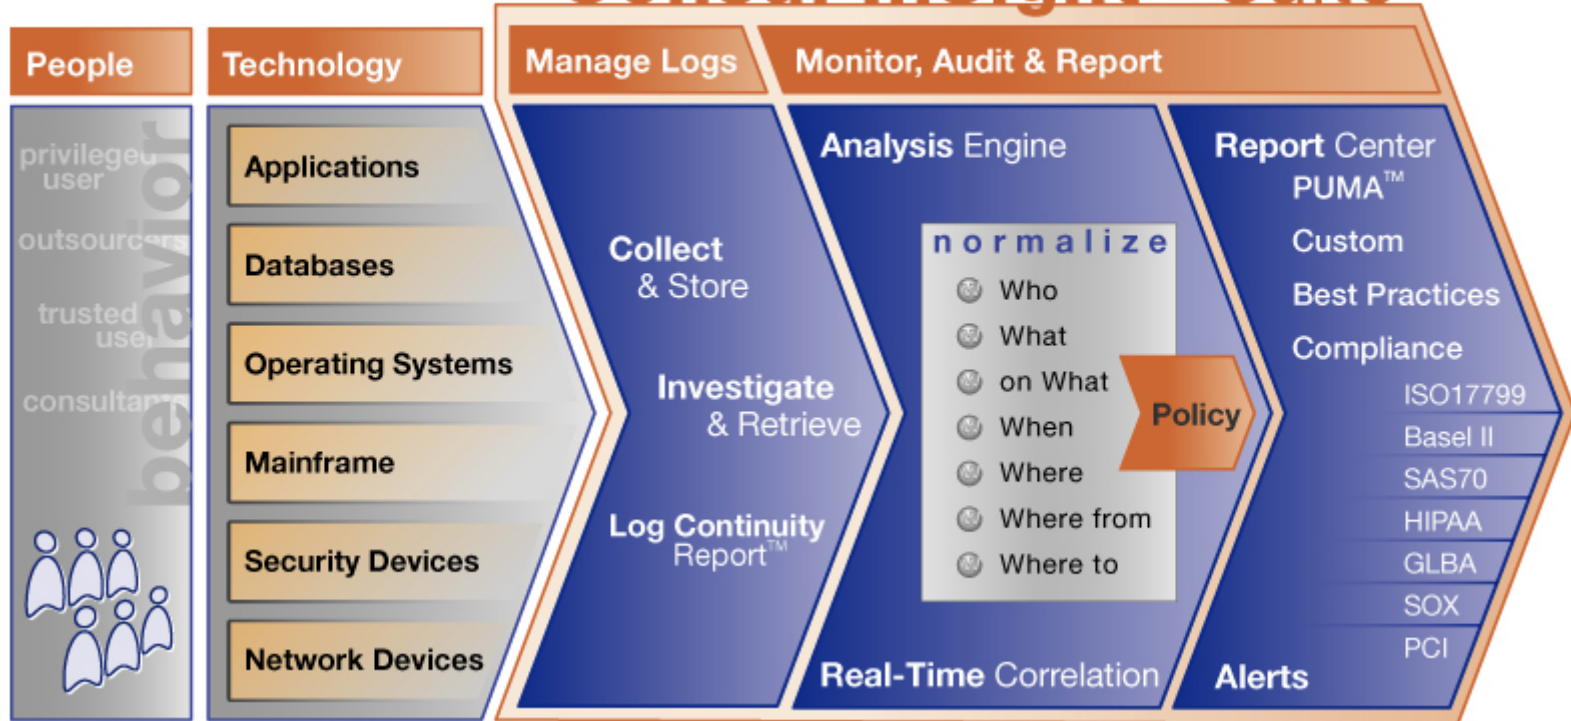 People
Technology
Manage Logs
Monitor, Audit & Report
privileged
user
outsourcers
trusted
user
consultants
behavior
Applications
Databases
Operating Systems
Mainframe
Security Devices
Network Devices
Collect
& Store
Investigate
& Retrieve
Log Continuity
Report™
Analysis Engine
normalize
Who
What
on What
When
Where
Where from
Where to
Policy
Real-Time Correlation
Report Center
PUMA™
Custom
Best Practices
Compliance
ISO17799
Basel II
SAS70
HIPAA
GLBA
SOX
PCI
Alerts